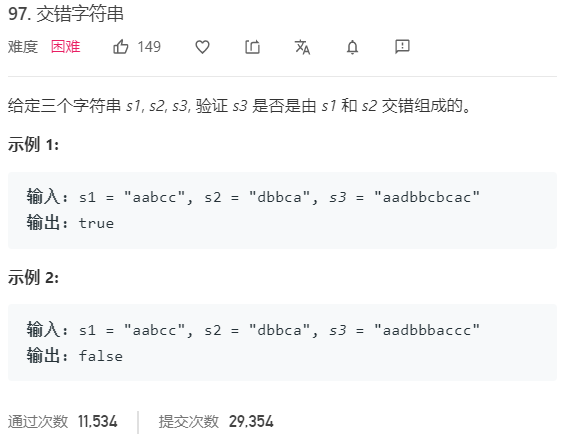 97. 交错字符串
难度 困难 149
给定三个字符串 s1, s2, s3, 验证 s3 是否是由 s1 和 s2 交错组成的。
示例 1:
输入: s1 = "aabcc", s2 = "dbbca", s3 = "aadbbcbcac"
输出: true
示例 2:
输入: s1 = "aabcc", s2 = "dbbca", s3 = "aadbbbaccc"
输出: false
通过次数 11,534 提交次数 29,354